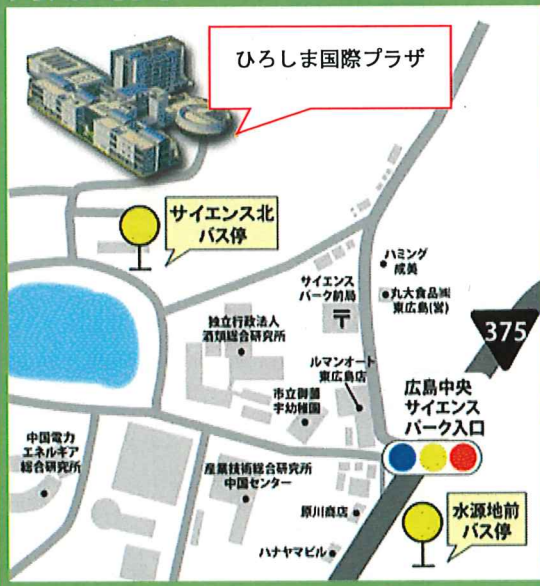 ひろしま国際プラザ
サイエンス北
バス停
ハミング
成美
サイエンス
パーク前局
丸大食品㈱
東広島(営)
375
独立行政法人
酒類総合研究所
ルマンオート
東広島店
市立御薗
宇幼稚園
広島中央
サイエンス
パーク入口
中国電力
エネルギア
総合研究所
産業技術総合研究所
中国センター
原川商店
水源地前
バス停
ハナヤマビル